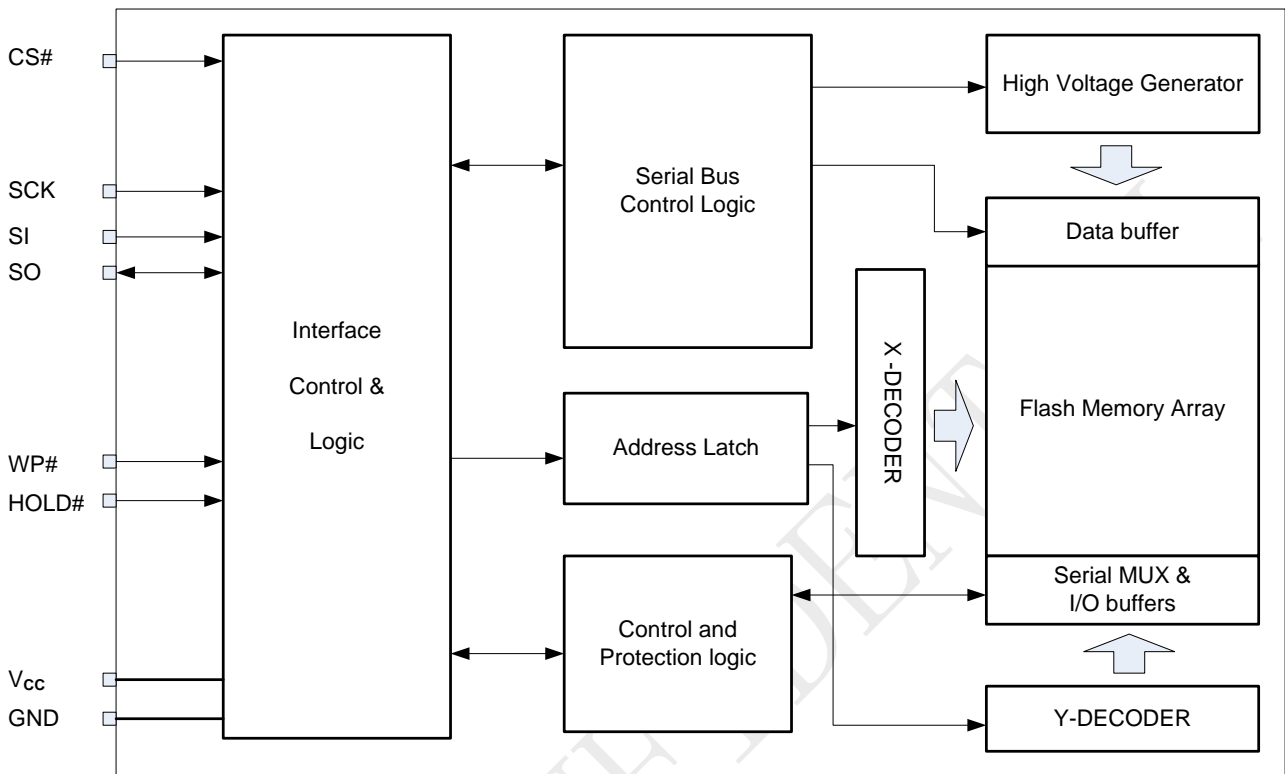 CS#
SCK
SI
SO
WP#
HOLD#
Vcc
GND
Interface
Control &
Logic
Serial Bus
Control Logic
Address Latch
Control and
Protection logic
X-DECODER
High Voltage Generator
Data buffer
Flash Memory Array
Serial MUX &
I/O buffers
Y-DECODER